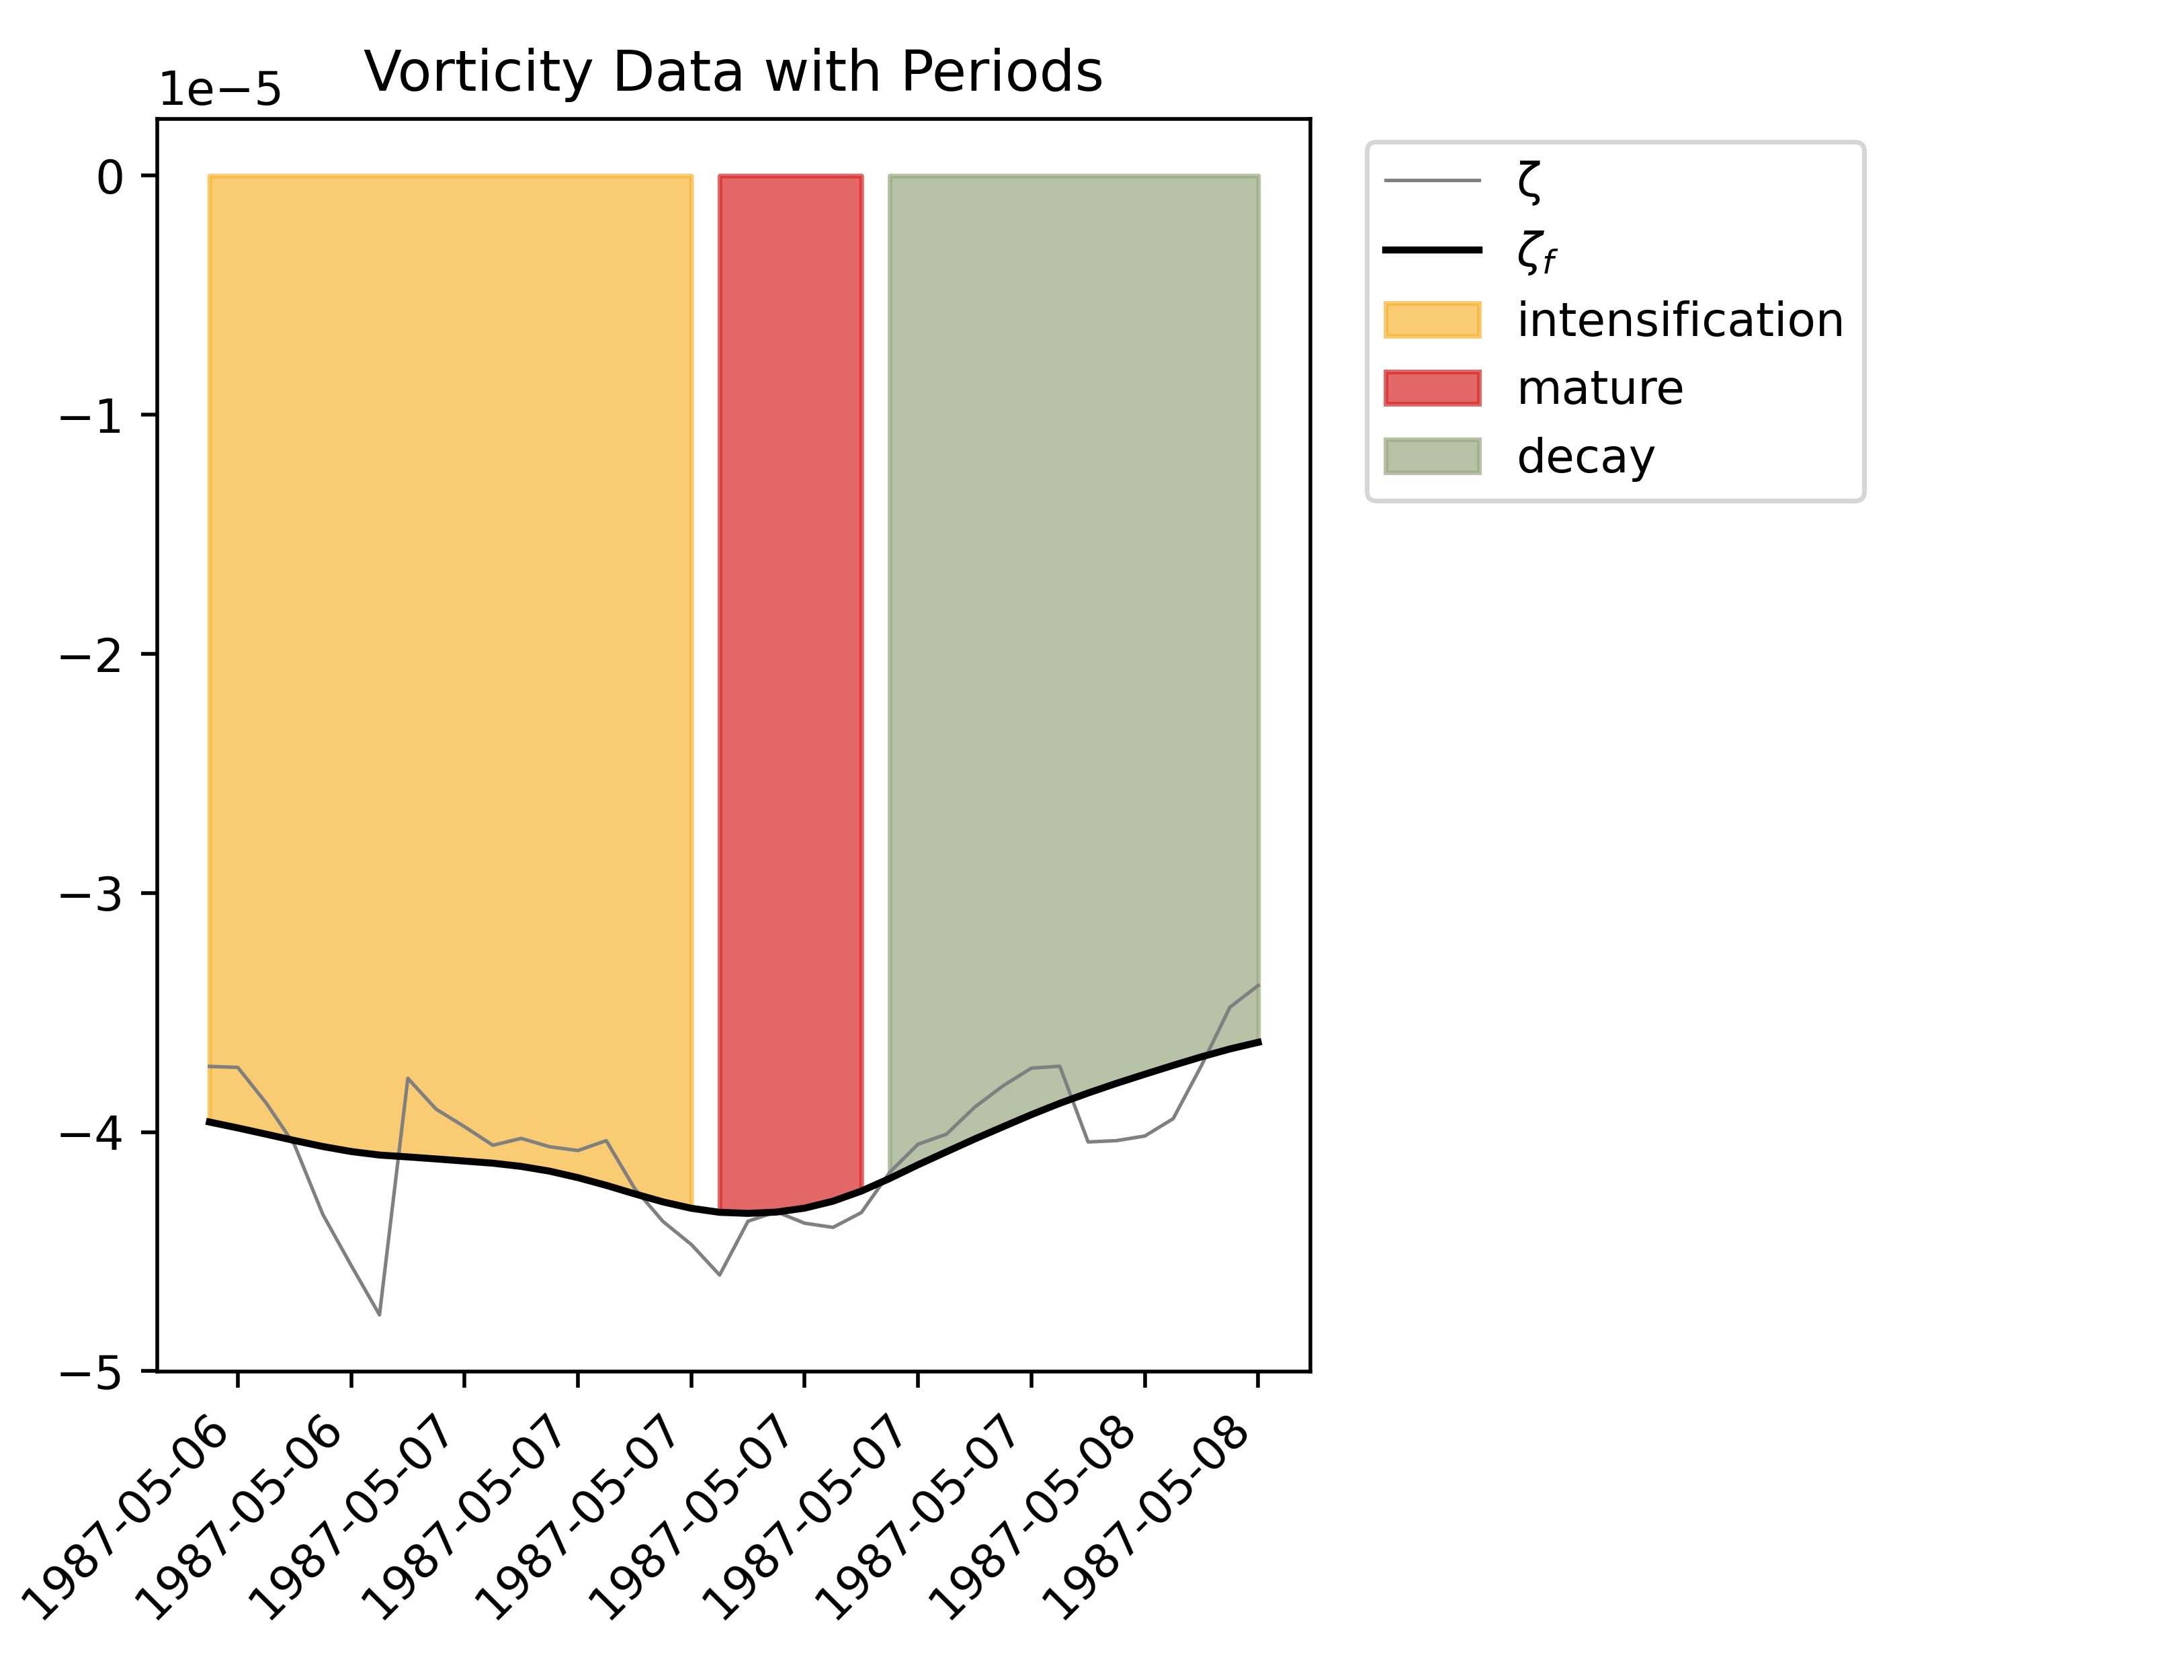 Vorticity Data with Periods
1e−5
0
−1
−2
−3
−4
−5
1987-05-06
1987-05-06
1987-05-07
1987-05-07
1987-05-07
1987-05-07
1987-05-07
1987-05-07
1987-05-08
1987-05-08
ζ
ζf
intensification
mature
decay